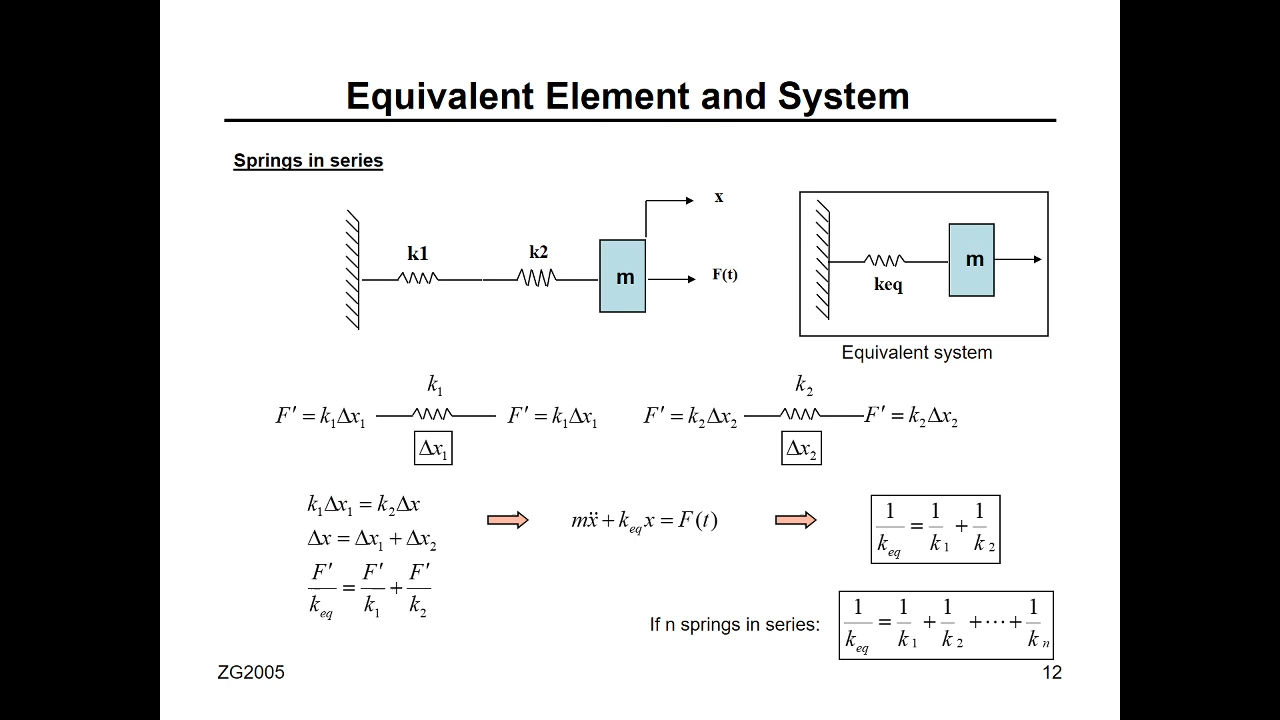 Equivalent Element and System
Springs in series
x
k1
k2
m
F(t)
m
keq
Equivalent system
k₁
k₂
F′ = k₁Δx₁
F′ = k₁Δx₁
F′ = k₂Δx₂
F′ = k₂Δx₂
Δx₁
Δx₂
k₁Δx₁ = k₂Δx
Δx = Δx₁ + Δx₂
F′/k_eq = F′/k₁ + F′/k₂
mẍ + k_eq x = F(t)
1/k_eq = 1/k₁ + 1/k₂
If n springs in series:
1/k_eq = 1/k₁ + 1/k₂ + ⋯ + 1/kₙ
ZG2005
12